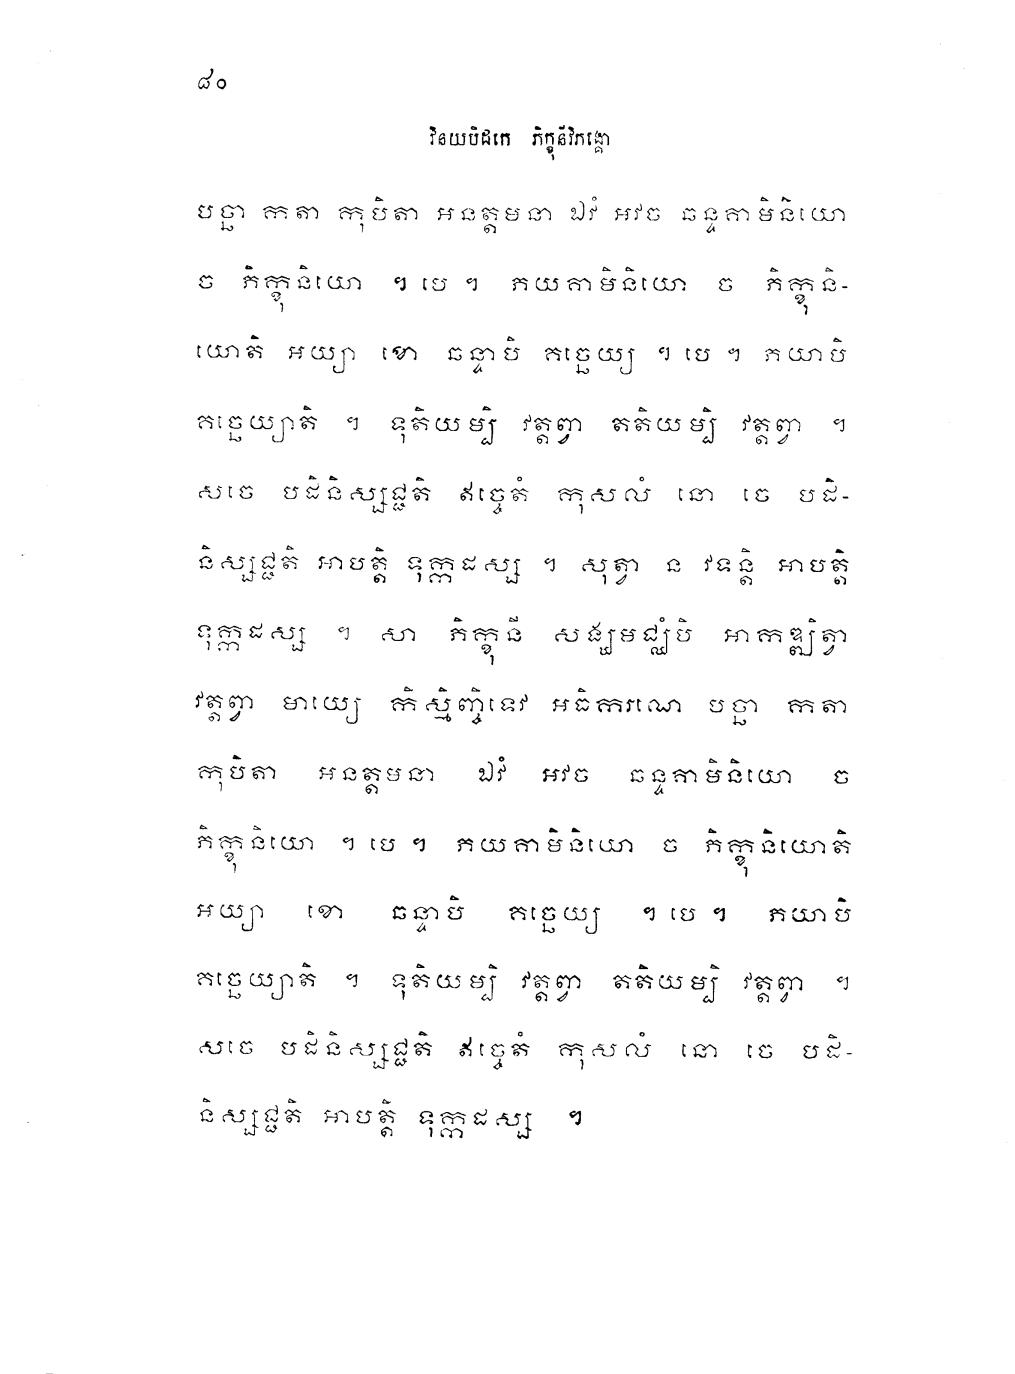 ៨០
វិនយបិដកេ ភិក្ខុនីវិភង្គោ
បច្ឆា កតា កុបិតា អនត្តមនា ឯវំ អវច ឆន្ទគាមិនិយោ
ច ភិក្ខុនិយោ ។ បេ ។ ភយគាមិនិយោ ច ភិក្ខុនិ-
យោតិ អយ្យា ខោ ឆន្ទាបិ គច្ឆេយ្យ ។ បេ ។ ភយាបិ
គច្ឆេយ្យាតិ ។ ទុតិយម្បិ វត្តព្វា តតិយម្បិ វត្តព្វា ។
សចេ បដិនិស្សជ្ជតិ ឥច្ចេតំ កុសលំ នោ ចេ បដិ-
និស្សជ្ជតិ អាបត្តិ ទុក្កដស្ស ។ សុត្វា ន វទន្តិ អាបត្តិ
ទុក្កដស្ស ។ សា ភិក្ខុនី សង្ឃមជ្ឈំបិ អាកឌ្ឍិត្វា
វត្តព្វា មាយ្យេ កិស្មិញ្ចិទេវ អធិករណេ បច្ឆា កតា
កុបិតា អនត្តមនា ឯវំ អវច ឆន្ទគាមិនិយោ ច
ភិក្ខុនិយោ ។ បេ ។ ភយគាមិនិយោ ច ភិក្ខុនិយោតិ
អយ្យា ខោ ឆន្ទាបិ គច្ឆេយ្យ ។ បេ ។ ភយាបិ
គច្ឆេយ្យាតិ ។ ទុតិយម្បិ វត្តព្វា តតិយម្បិ វត្តព្វា ។
សចេ បដិនិស្សជ្ជតិ ឥច្ចេតំ កុសលំ នោ ចេ បដិ-
និស្សជ្ជតិ អាបត្តិ ទុក្កដស្ស ។